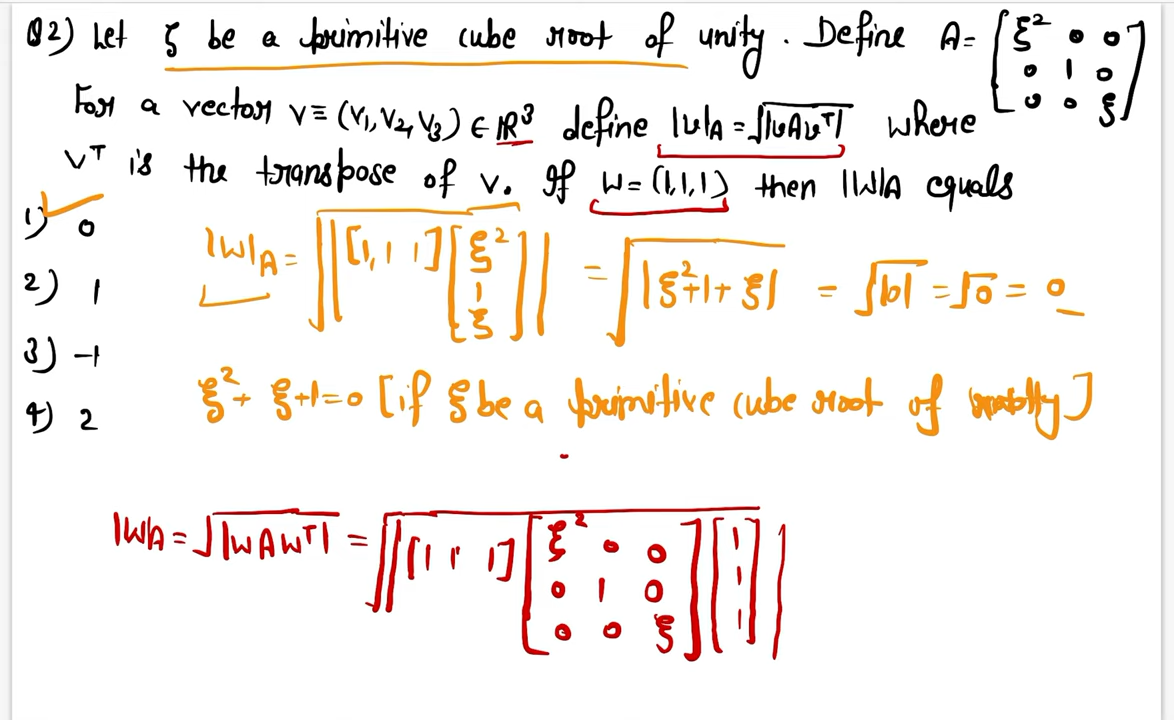 Q2) Let ξ be a primitive cube root of unity. Define A= [ξ² 0 0
0 1 0
0 0 ξ]
For a vector v≡(v₁,v₂,v₃) ∈ ℝ³ define |v|A = √|vAvᵀ| where
vᵀ is the transpose of v. If w=(1,1,1) then |w|A equals
1) 0
2) 1
3) -1
4) 2
|w|A = √|[1, 1 1] [ξ² 1 ξ]| = √|ξ²+1+ξ| = √|0| = √0 = 0
ξ²+ ξ+1=0 [if ξ be a primitive cube root of unity]
|w|A = √|wAwᵀ| = √|[1 1 1] [ξ² 0 0
0 1 0
0 0 ξ] [1 1 1]|